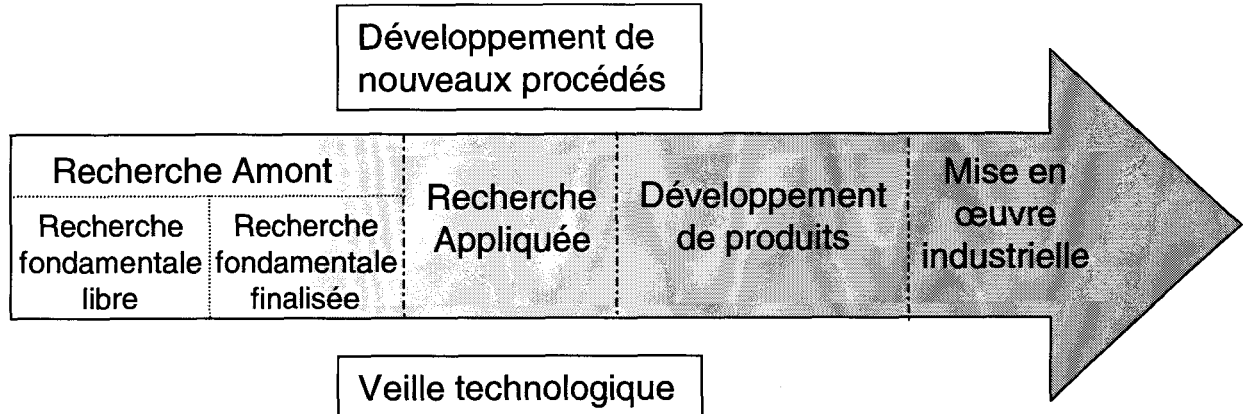 Développement de
nouveaux procédés
Recherche Amont
Recherche
fondamentale
libre
Recherche
fondamentale
finalisée
Recherche
Appliquée
Développement
de produits
Mise en
œuvre
industrielle
Veille technologique